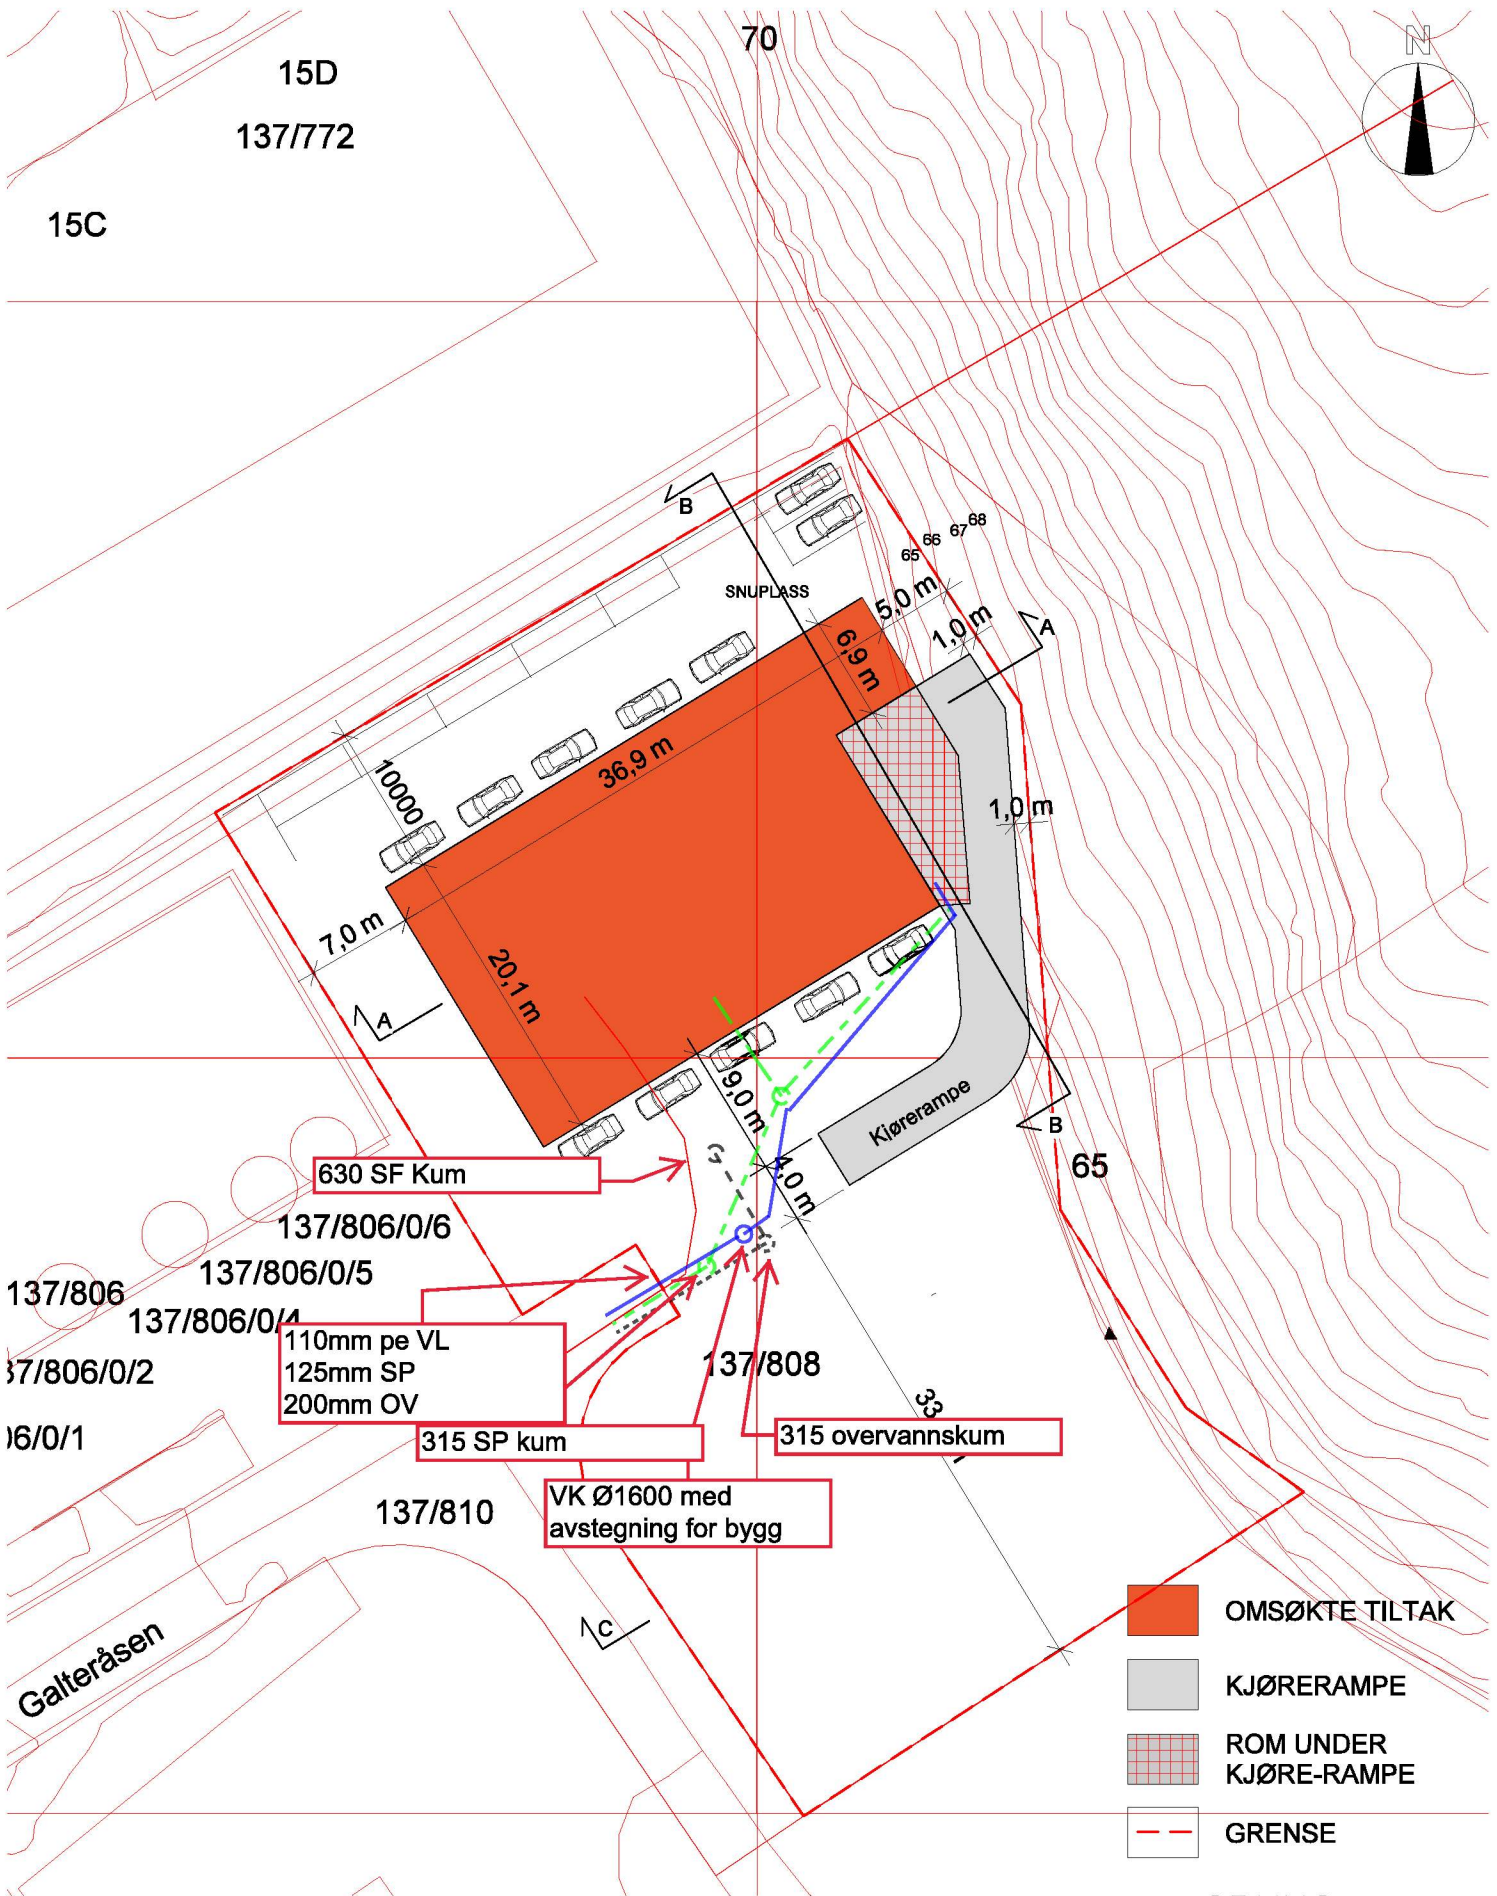 70
N
15D
137/772
15C
B
65
66
67
68
SNUPLASS
5,0 m
1,0 m
A
6,9 m
36,9 m
10000
1,0 m
7,0 m
20,1 m
A
9,0 m
Kjørerampe
4,0 m
B
65
630 SF Kum
137/806/0/6
137/806/0/5
137/806
137/806/0/4
37/806/0/2
06/0/1
110mm pe VL
125mm SP
200mm OV
137/808
33
315 SP kum
315 overvannskum
VK Ø1600 med
avstegning for bygg
137/810
C
Galteråsen
OMSØKTE TILTAK
KJØRERAMPE
ROM UNDER
KJØRE-RAMPE
GRENSE